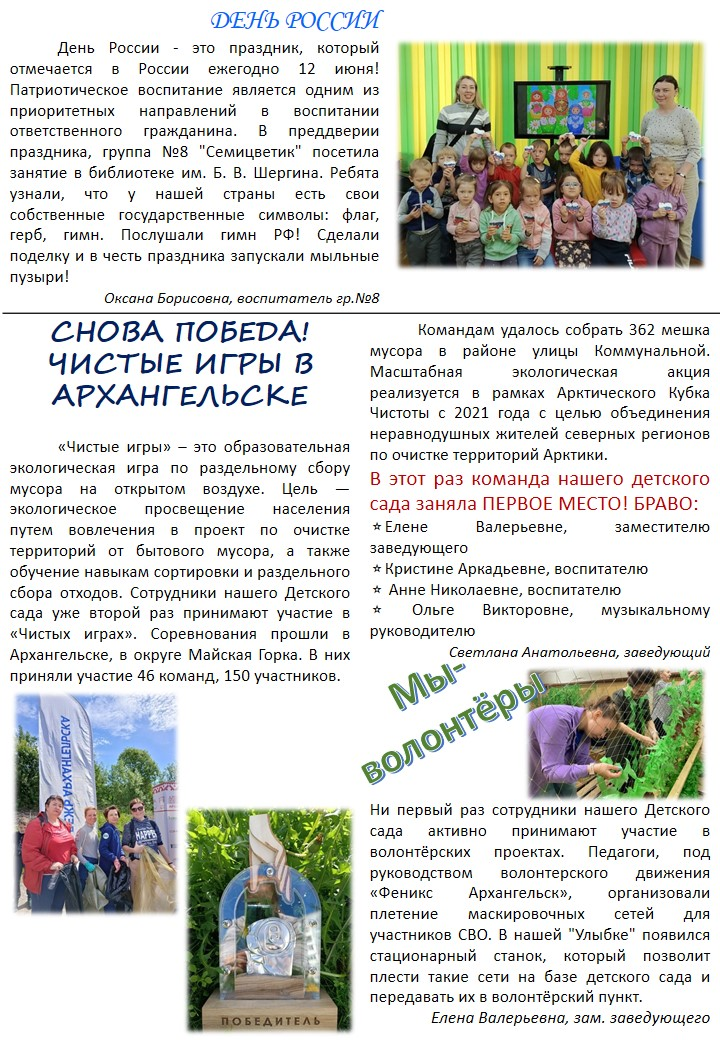 ДЕНЬ РОССИИ
День России - это праздник, который
отмечается в России ежегодно 12 июня!
Патриотическое воспитание является одним из
приоритетных направлений в воспитании
ответственного гражданина. В преддверии
праздника, группа №8 "Семицветик" посетила
занятие в библиотеке им. Б. В. Шергина. Ребята
узнали, что у нашей страны есть свои
собственные государственные символы: флаг,
герб, гимн. Послушали гимн РФ! Сделали
поделку и в честь праздника запускали мыльные
пузыри!
Оксана Борисовна, воспитатель гр.№8
СНОВА ПОБЕДА!
ЧИСТЫЕ ИГРЫ В
АРХАНГЕЛЬСКЕ
«Чистые игры» – это образовательная
экологическая игра по раздельному сбору
мусора на открытом воздухе. Цель —
экологическое просвещение населения
путем вовлечения в проект по очистке
территорий от бытового мусора, а также
обучение навыкам сортировки и раздельного
сбора отходов. Сотрудники нашего Детского
сада уже второй раз принимают участие в
«Чистых играх». Соревнования прошли в
Архангельске, в округе Майская Горка. В них
приняли участие 46 команд, 150 участников.
Командам удалось собрать 362 мешка
мусора в районе улицы Коммунальной.
Масштабная экологическая акция
реализуется в рамках Арктического Кубка
Чистоты с 2021 года с целью объединения
неравнодушных жителей северных регионов
по очистке территорий Арктики.
В этот раз команда нашего детского
сада заняла ПЕРВОЕ МЕСТО! БРАВО:
☆ Елене Валерьевне, заместителю
заведующего
☆ Кристине Аркадьевне, воспитателю
☆ Анне Николаевне, воспитателю
☆ Ольге Викторовне, музыкальному
руководителю
Светлана Анатольевна, заведующий
Мы-
волонтёры
Ни первый раз сотрудники нашего Детского
сада активно принимают участие в
волонтёрских проектах. Педагоги, под
руководством волонтерского движения
«Феникс Архангельск», организовали
плетение маскировочных сетей для
участников СВО. В нашей "Улыбке" появился
стационарный станок, который позволит
плести такие сети на базе детского сада и
передавать их в волонтёрский пункт.
Елена Валерьевна, зам. заведующего
АРХАНГЕЛЬСКА
ПОБЕДИТЕЛЬ